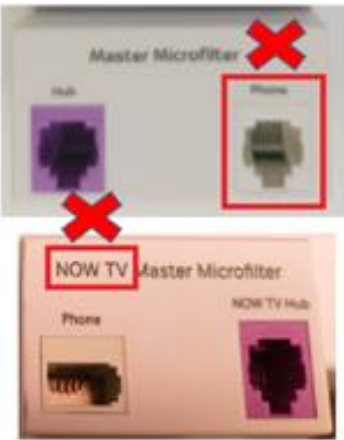 Master Microfilter
Hub Phone
NOW TV Master Microfilter
Phone NOW TV Hub